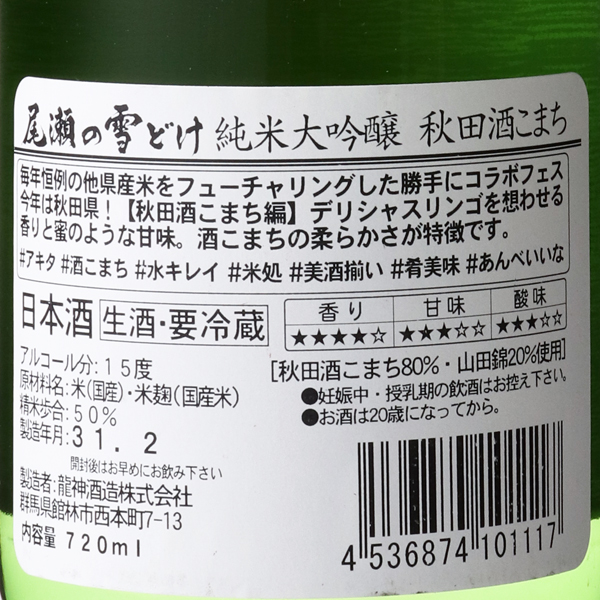 尾瀬の雪どけ 純米大吟醸 秋田酒こまち
毎年恒例の他県産米をフューチャリングした勝手にコラボフェス
今年は秋田県！【秋田酒こまち編】デリシャスリンゴを想わせる
香りと蜜のような甘味。酒こまちの柔らかさが特徴です。
#アキタ #酒こまち #水キレイ #米処 #美酒揃い #肴美味 #あんべいいな
日本酒 生酒・要冷蔵
香り 甘味 酸味
★★★★☆ ★★★☆☆ ★★★☆☆
アルコール分:15度
原材料名:米(国産)・米麹(国産米)
精米歩合:50%
製造年月:31. 2
開封後はお早めにお飲み下さい
製造者:龍神酒造株式会社
群馬県館林市西本町7-13
内容量 720ml
[秋田酒こまち80%・山田錦20%使用]
●妊娠中・授乳期の飲酒はお控え下さい。
●お酒は20歳になってから。
4 536874 101117